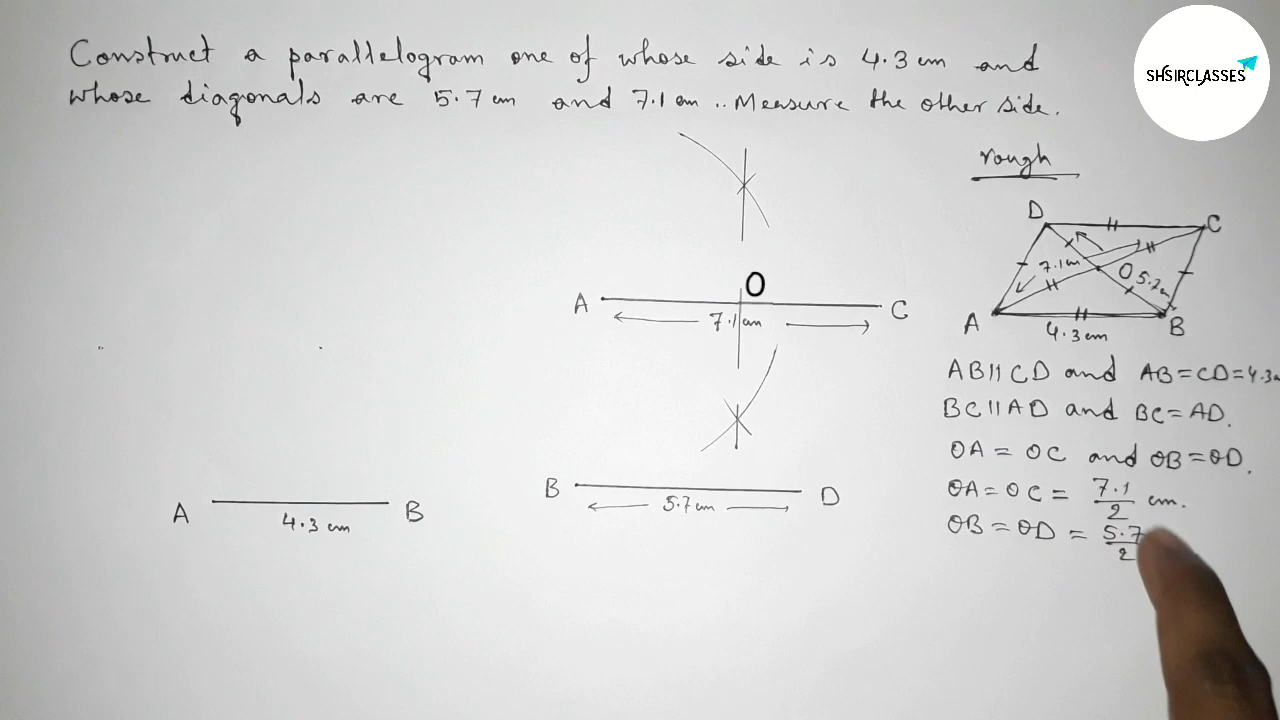 Construct a parallelogram one of whose side is 4.3 cm and
whose diagonals are 5.7 cm and 7.1 cm .. Measure the other side.
SHSIRCLASSES
rough
D C
7.1cm O 5.7cm
A B
4.3 cm
O
A C
7.1 cm
AB || CD and AB = CD = 4.3
BC || AD and BC = AD.
OA = OC and OB = OD.
OA = OC = 7.1/2 cm.
OB = OD = 5.7/2
B D
5.7 cm
A B
4.3 cm